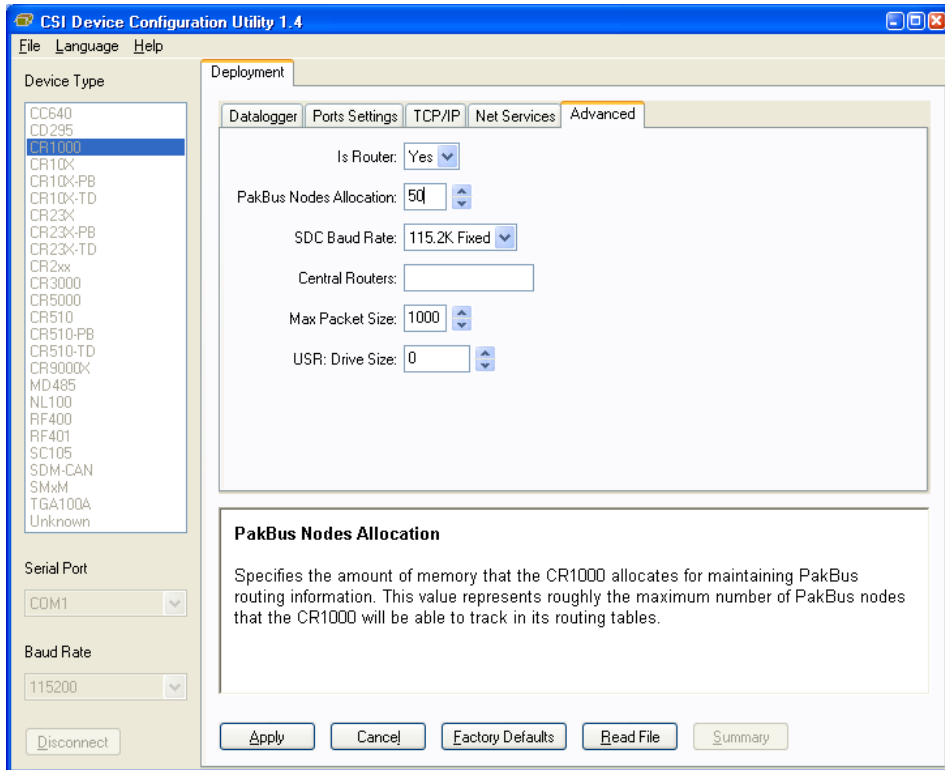 CSI Device Configuration Utility 1.4
File Language Help
Device Type
CC640
CD295
CR1000
CR10X
CR10X-PB
CR10X-TD
CR23X
CR23X-PB
CR23X-TD
CR2xx
CR3000
CR5000
CR510
CR510-PB
CR510-TD
CR9000X
MD485
NL100
RF400
RF401
SC105
SDM-CAN
SMxM
TGA100A
Unknown
Serial Port
COM1
Baud Rate
115200
Disconnect
Deployment
Datalogger Ports Settings TCP/IP Net Services Advanced
Is Router: Yes
PakBus Nodes Allocation: 50
SDC Baud Rate: 115.2K Fixed
Central Routers:
Max Packet Size: 1000
USR: Drive Size: 0
PakBus Nodes Allocation
Specifies the amount of memory that the CR1000 allocates for maintaining PakBus
routing information. This value represents roughly the maximum number of PakBus nodes
that the CR1000 will be able to track in its routing tables.
Apply Cancel Factory Defaults Read File Summary